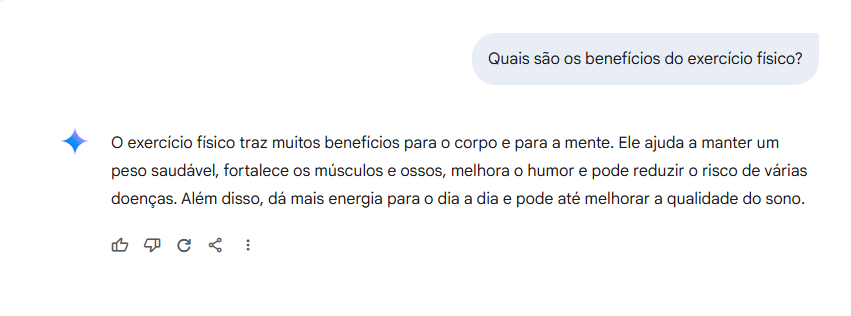 Quais são os benefícios do exercício físico?
O exercício físico traz muitos benefícios para o corpo e para a mente. Ele ajuda a manter um
peso saudável, fortalece os músculos e ossos, melhora o humor e pode reduzir o risco de várias
doenças. Além disso, dá mais energia para o dia a dia e pode até melhorar a qualidade do sono.